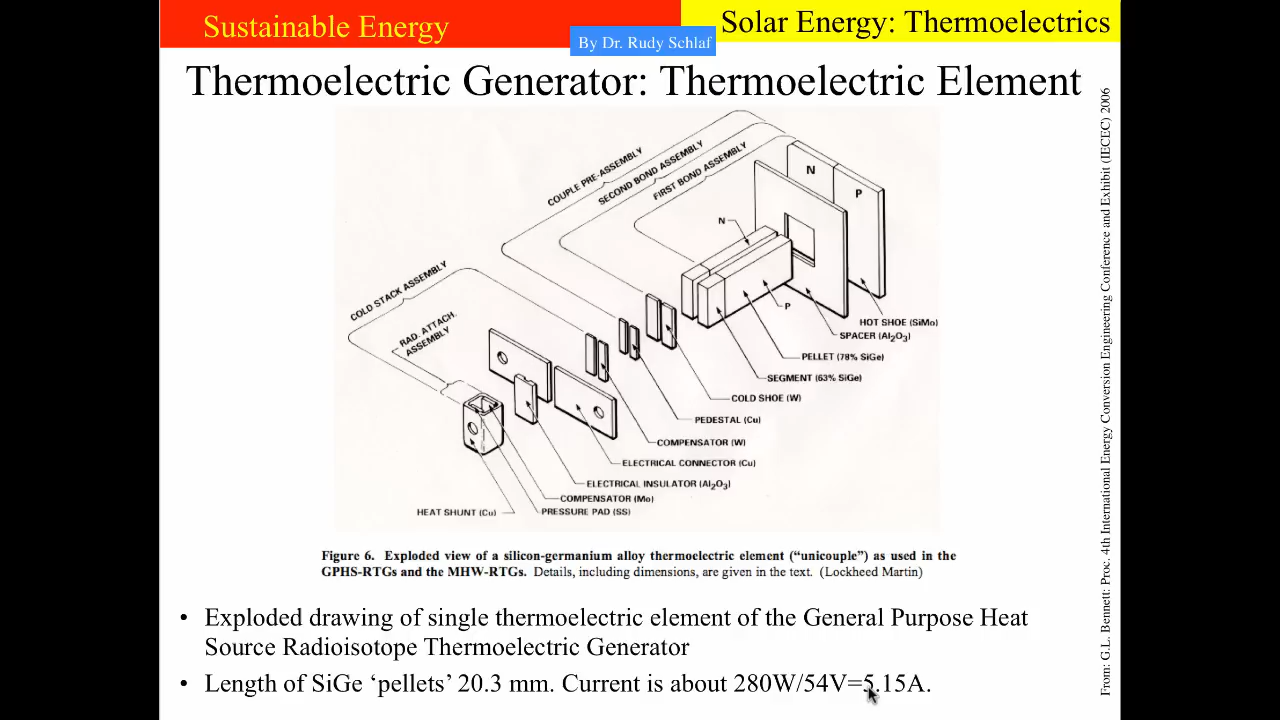 Sustainable Energy
Solar Energy: Thermoelectrics
By Dr. Rudy Schlaf
Thermoelectric Generator: Thermoelectric Element
COUPLE PRE-ASSEMBLY
SECOND BOND ASSEMBLY
FIRST BOND ASSEMBLY
N
P
N
COLD STACK ASSEMBLY
RAD. ATTACH.
ASSEMBLY
P
HOT SHOE (SiMo)
SPACER (Al2O3)
PELLET (78% SiGe)
SEGMENT (63% SiGe)
COLD SHOE (W)
PEDESTAL (Cu)
COMPENSATOR (W)
ELECTRICAL CONNECTOR (Cu)
ELECTRICAL INSULATOR (Al2O3)
COMPENSATOR (Mo)
HEAT SHUNT (Cu)
PRESSURE PAD (SS)
Figure 6. Exploded view of a silicon-germanium alloy thermoelectric element (“unicouple”) as used in the
GPHS-RTGs and the MHW-RTGs. Details, including dimensions, are given in the text. (Lockheed Martin)
• Exploded drawing of single thermoelectric element of the General Purpose Heat
Source Radioisotope Thermoelectric Generator
• Length of SiGe ‘pellets’ 20.3 mm. Current is about 280W/54V=5.15A.
From: G.L. Bennett: Proc. 4th International Energy Conversion Engineering Conference and Exhibit (IECEC) 2006